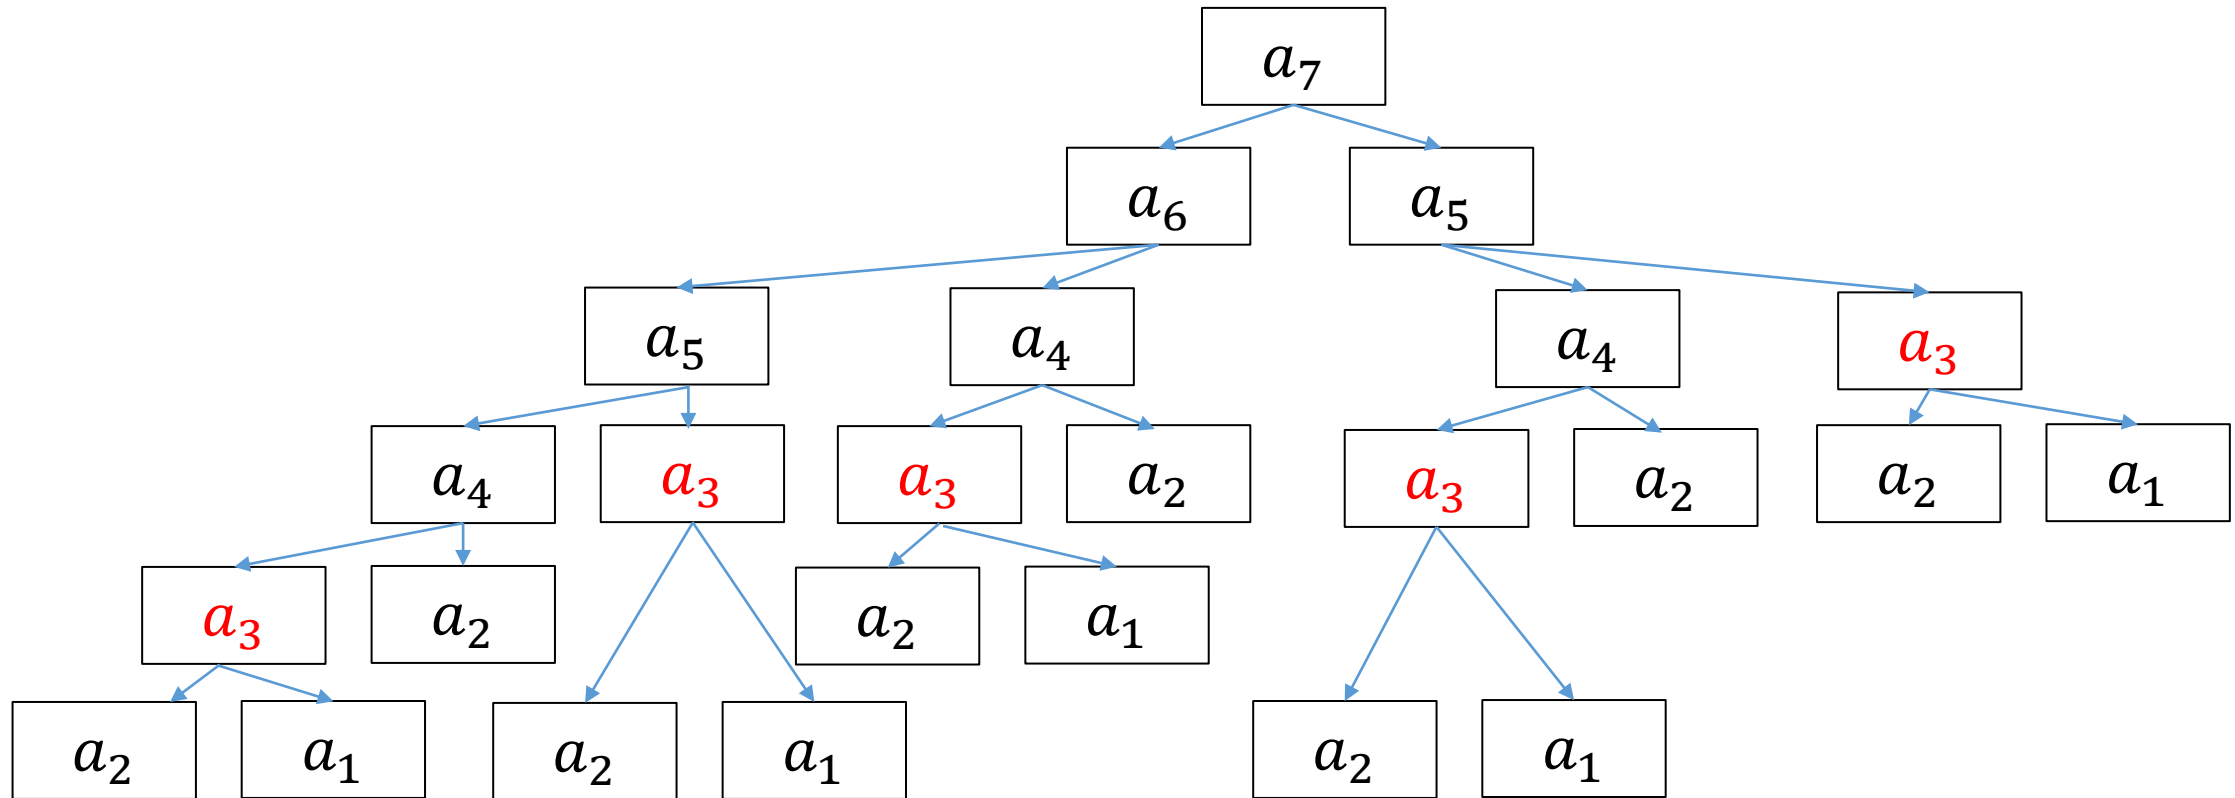 a₇
a₆ a₅
a₅ a₄ a₄ a₃
a₄ a₃ a₃ a₂ a₃ a₂ a₂ a₁
a₃ a₂ a₂ a₁
a₂ a₁ a₂ a₁ a₂ a₁